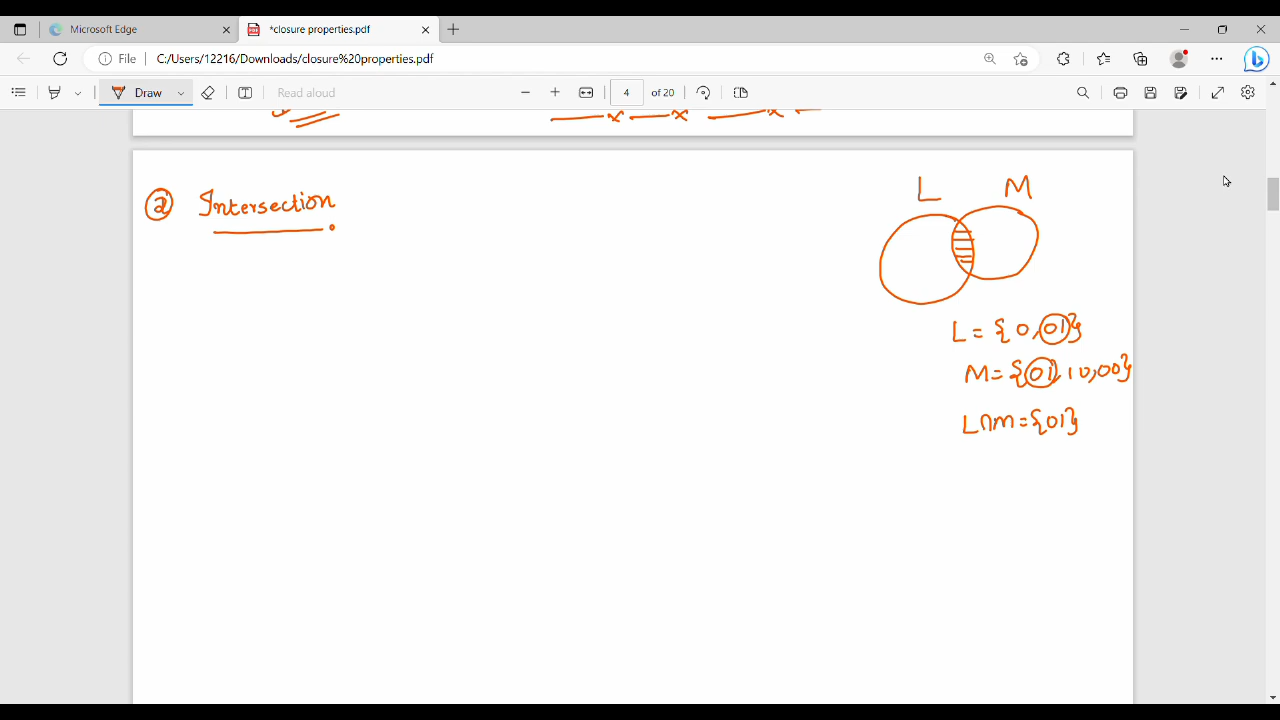 Microsoft Edge
*closure properties.pdf
File
C:/Users/12216/Downloads/closure%20properties.pdf
Draw
Read aloud
4
of 20
② Intersection
L M
L = {0,01}
M = {01,10,00}
L∩M = {01}